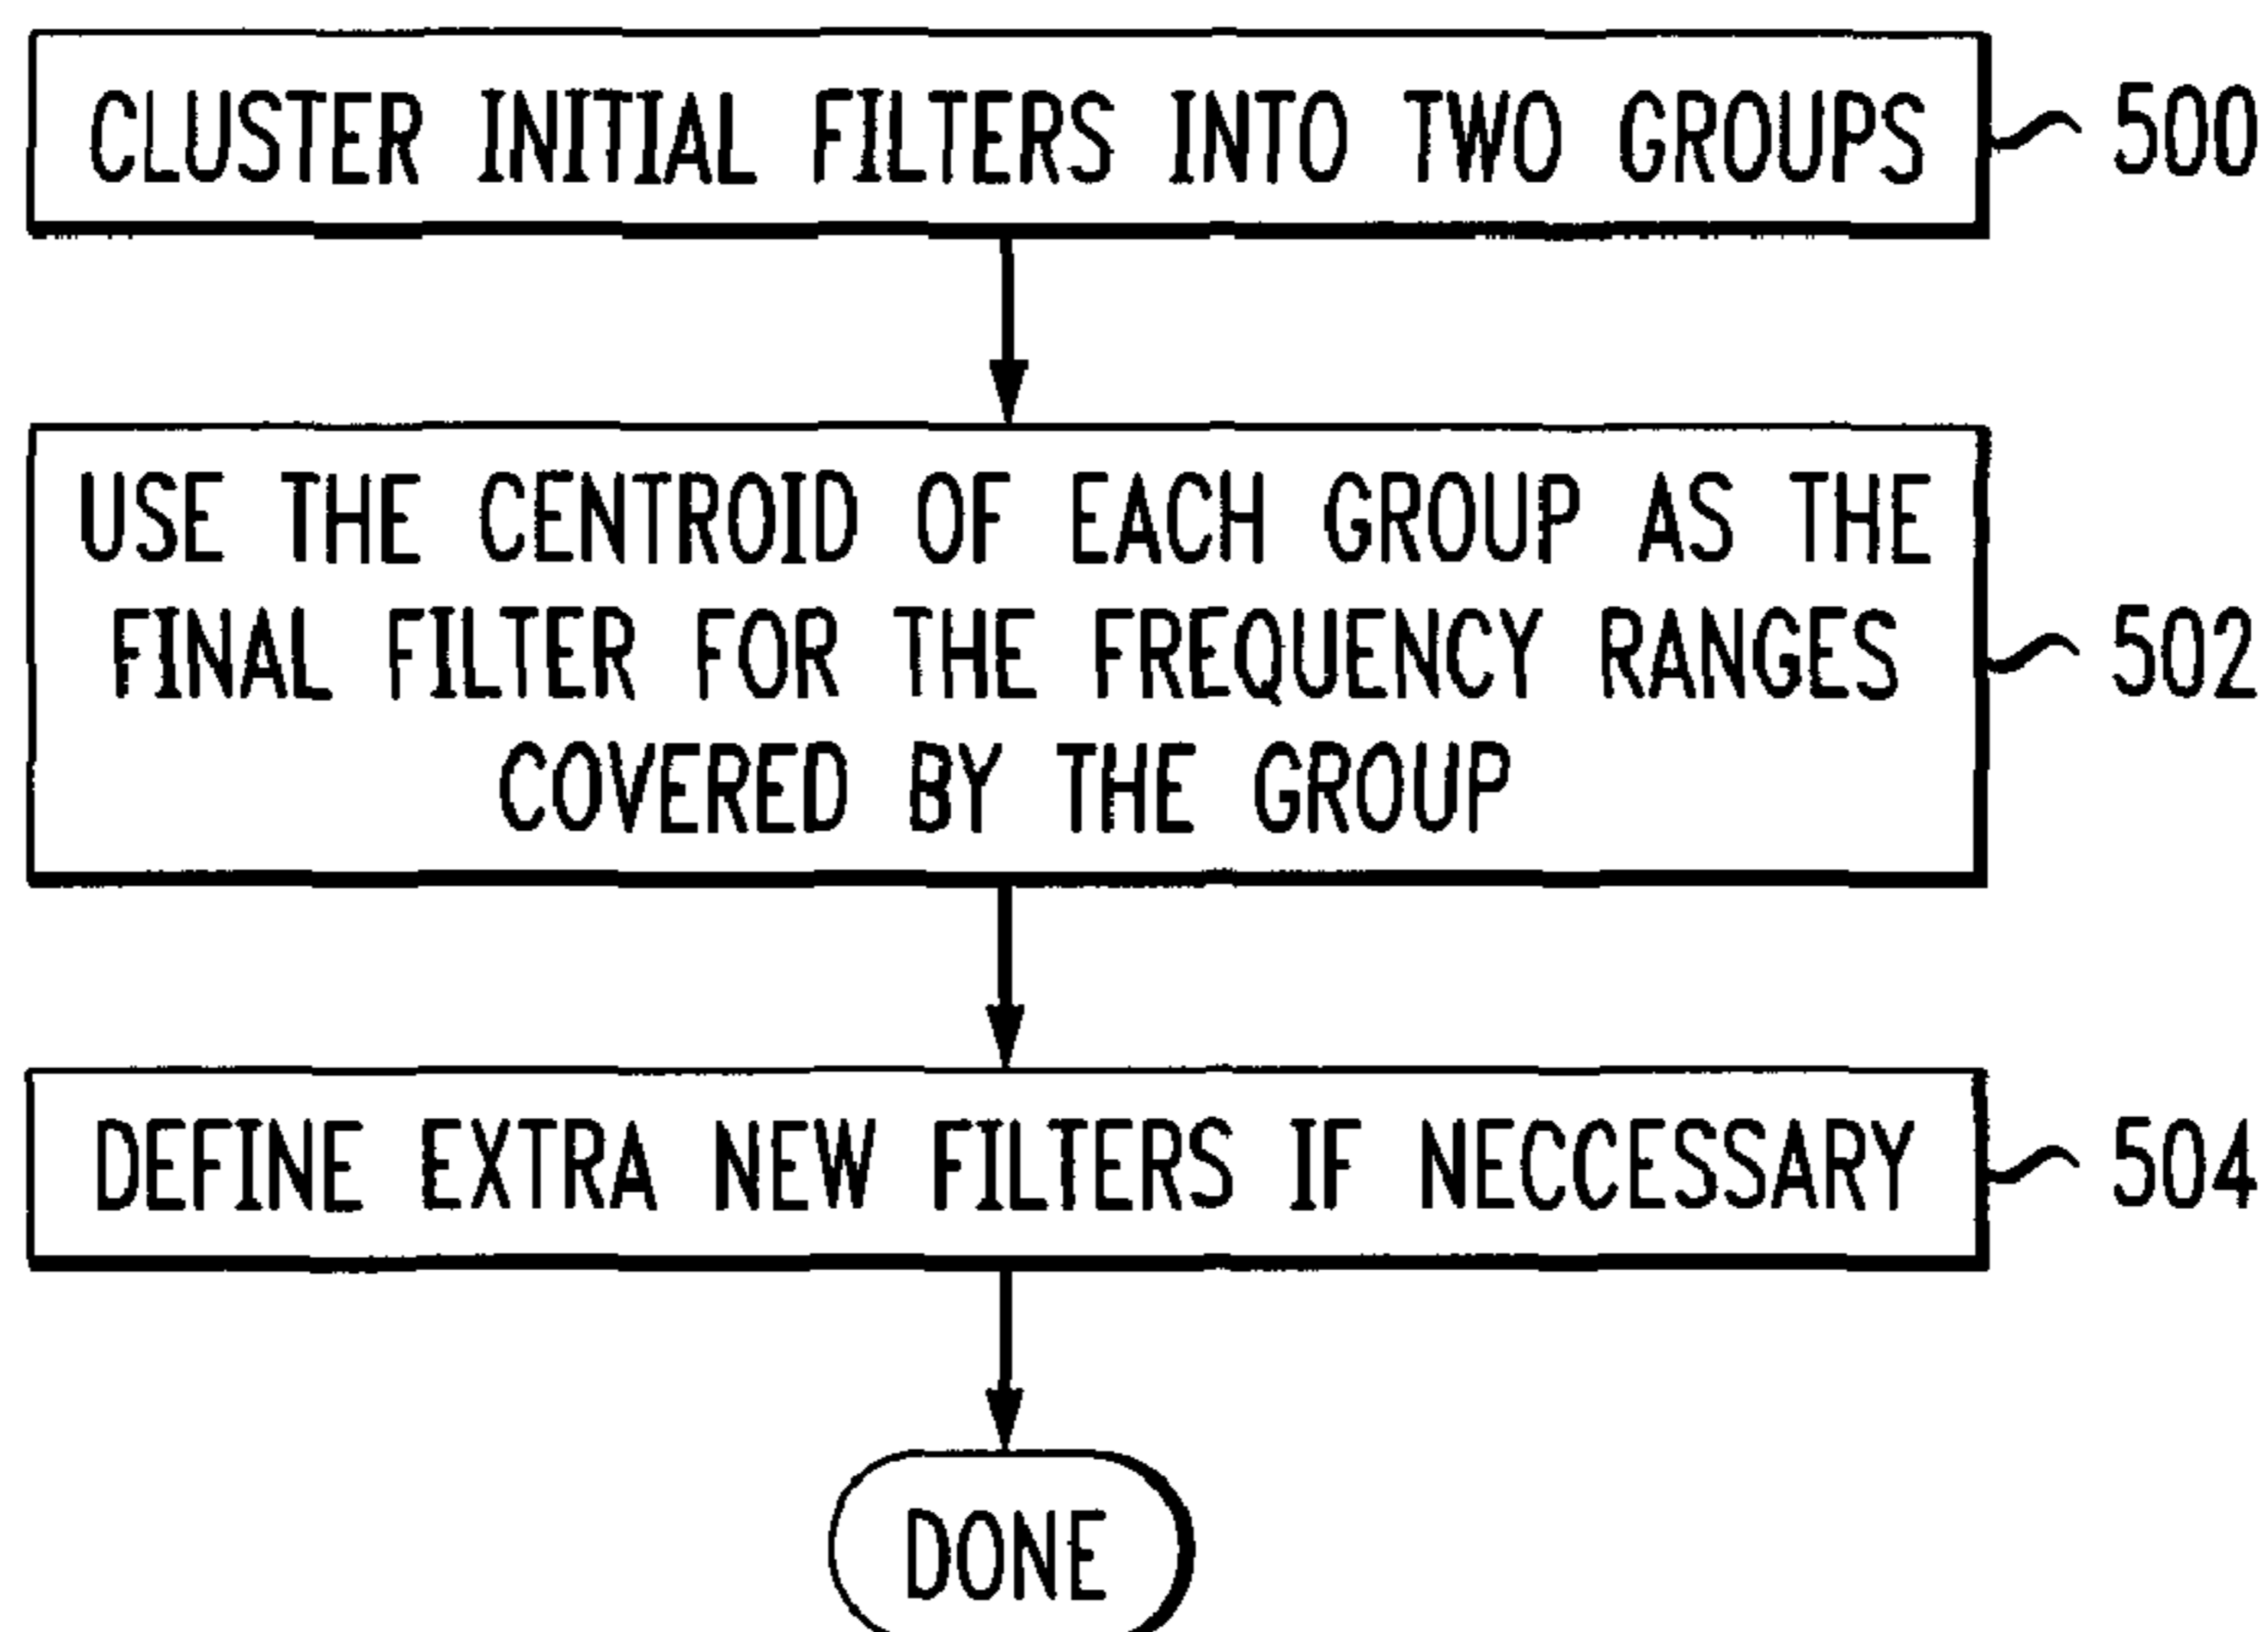 CLUSTER INITIAL FILTERS INTO TWO GROUPS 500
USE THE CENTROID OF EACH GROUP AS THE
FINAL FILTER FOR THE FREQUENCY RANGES 502
COVERED BY THE GROUP
DEFINE EXTRA NEW FILTERS IF NECCESSARY 504
DONE